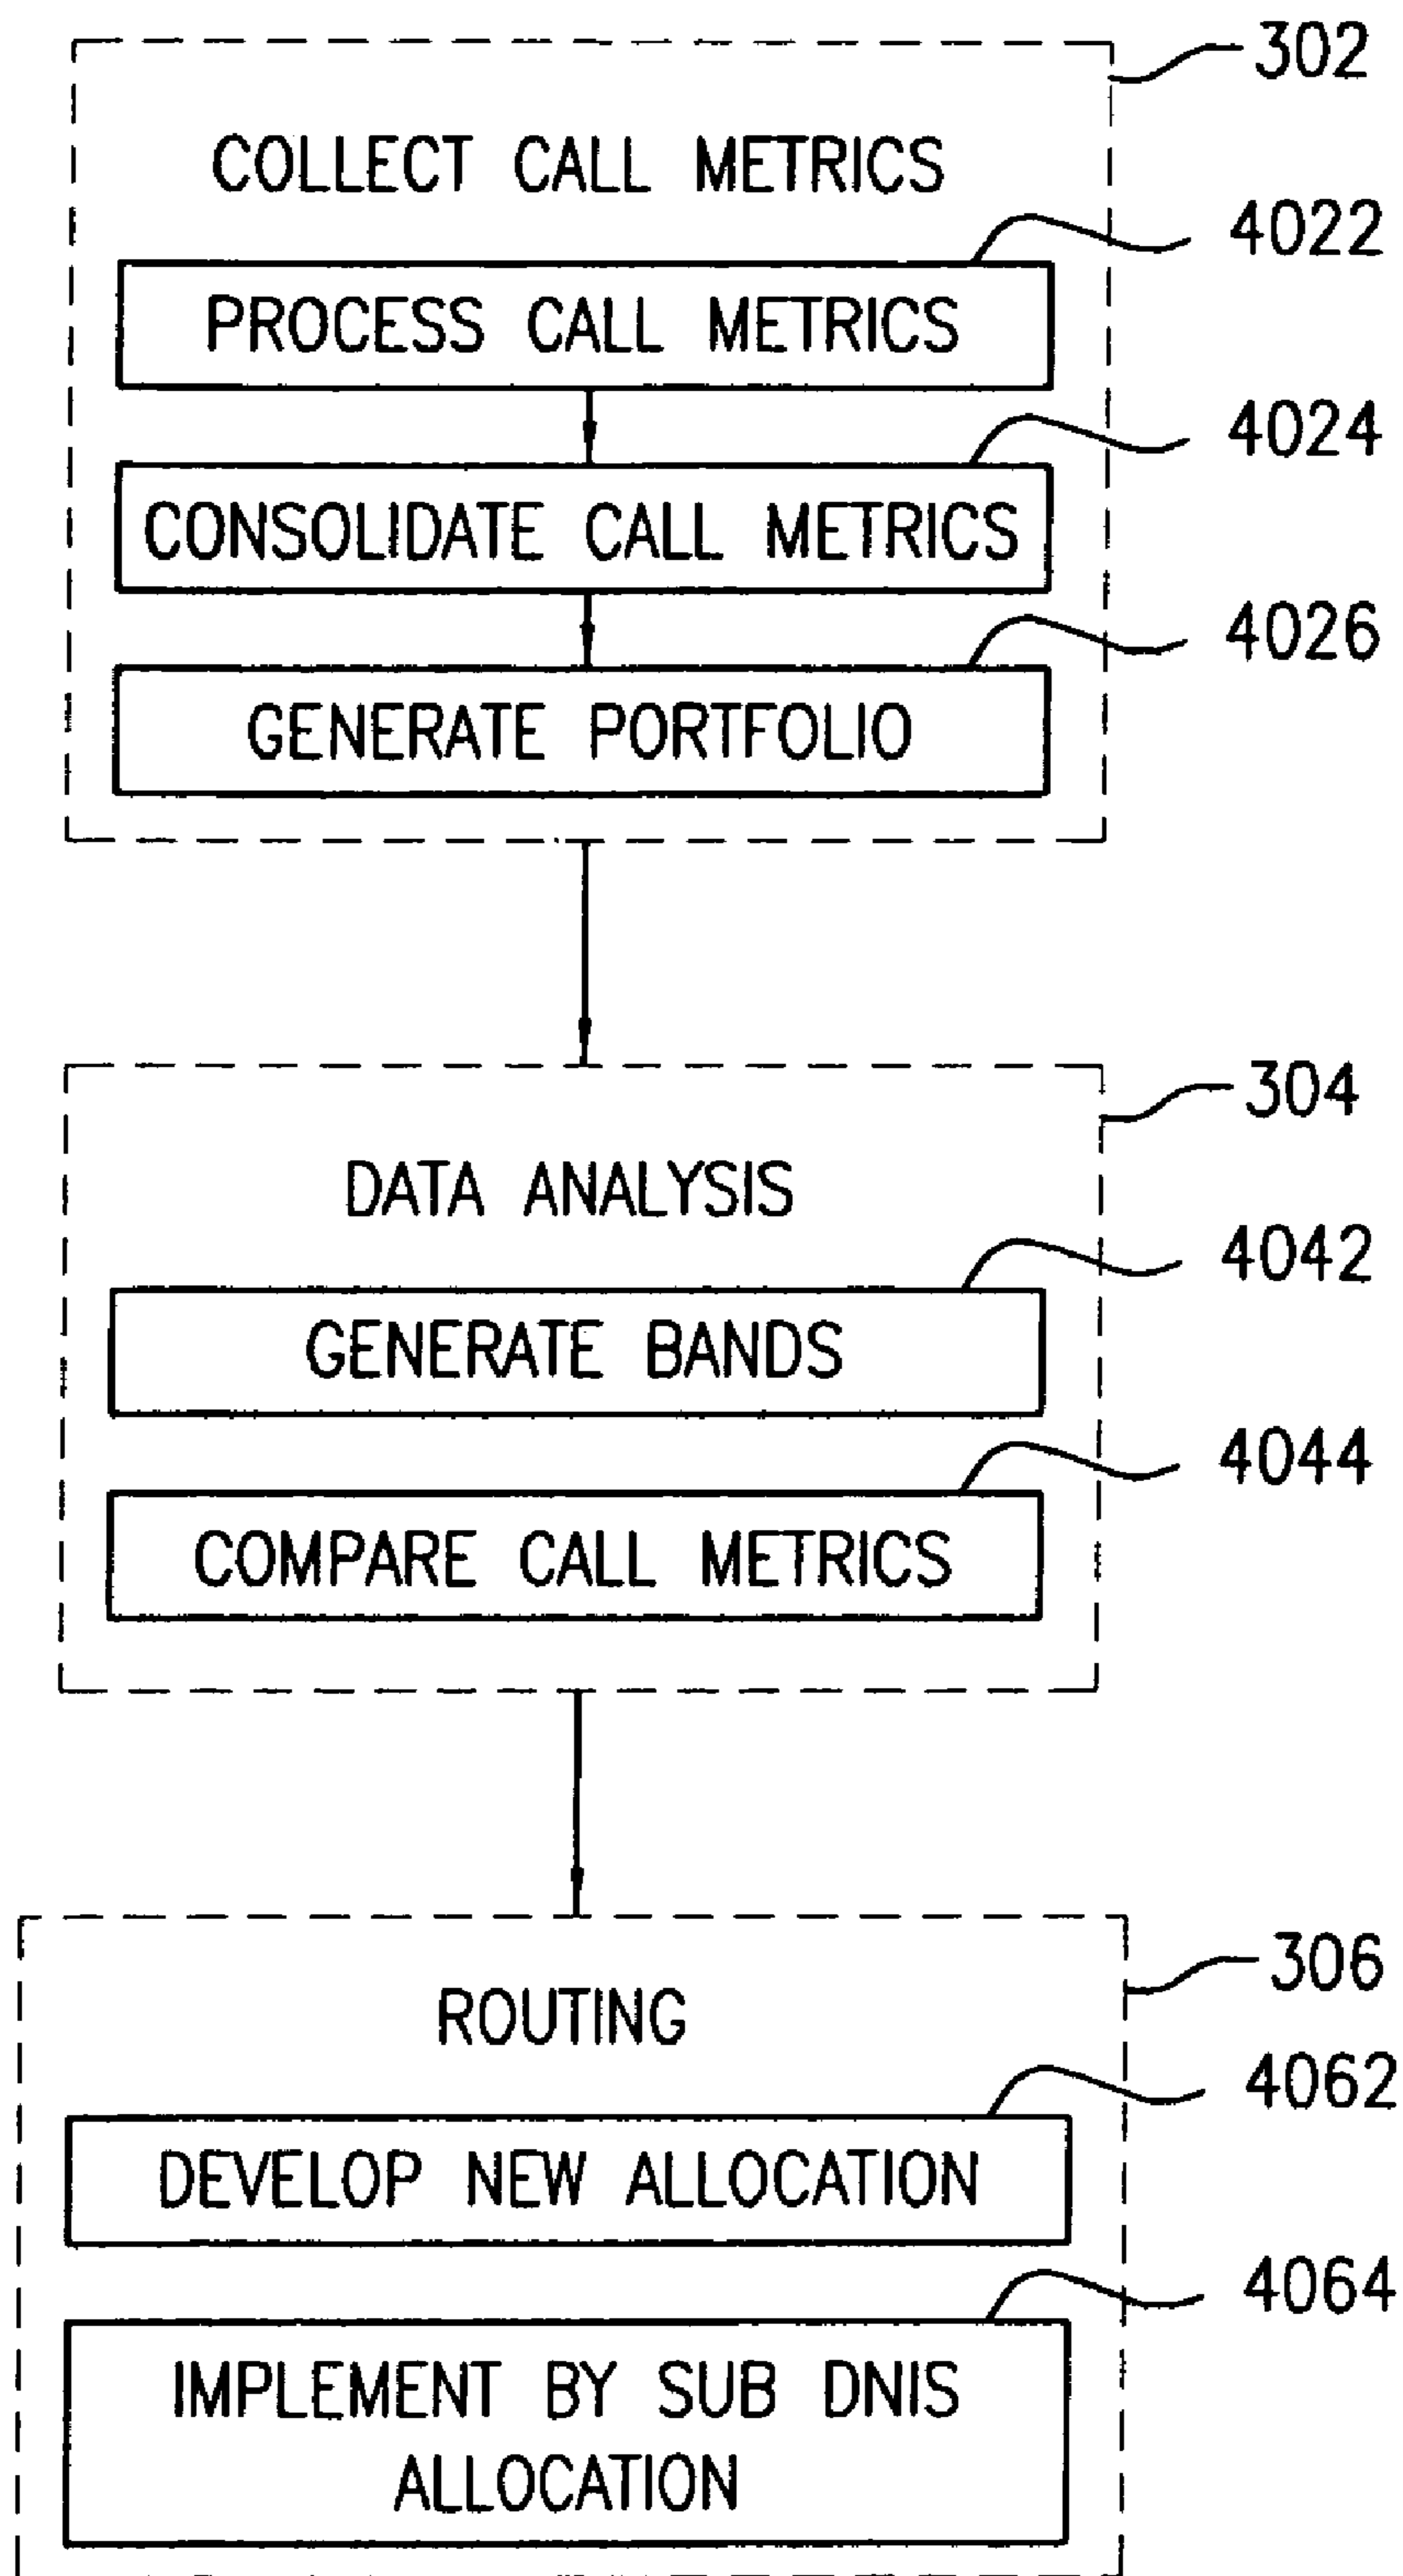 302
COLLECT CALL METRICS
4022
PROCESS CALL METRICS
4024
CONSOLIDATE CALL METRICS
4026
GENERATE PORTFOLIO
304
DATA ANALYSIS
4042
GENERATE BANDS
4044
COMPARE CALL METRICS
306
ROUTING
4062
DEVELOP NEW ALLOCATION
4064
IMPLEMENT BY SUB DNIS
ALLOCATION